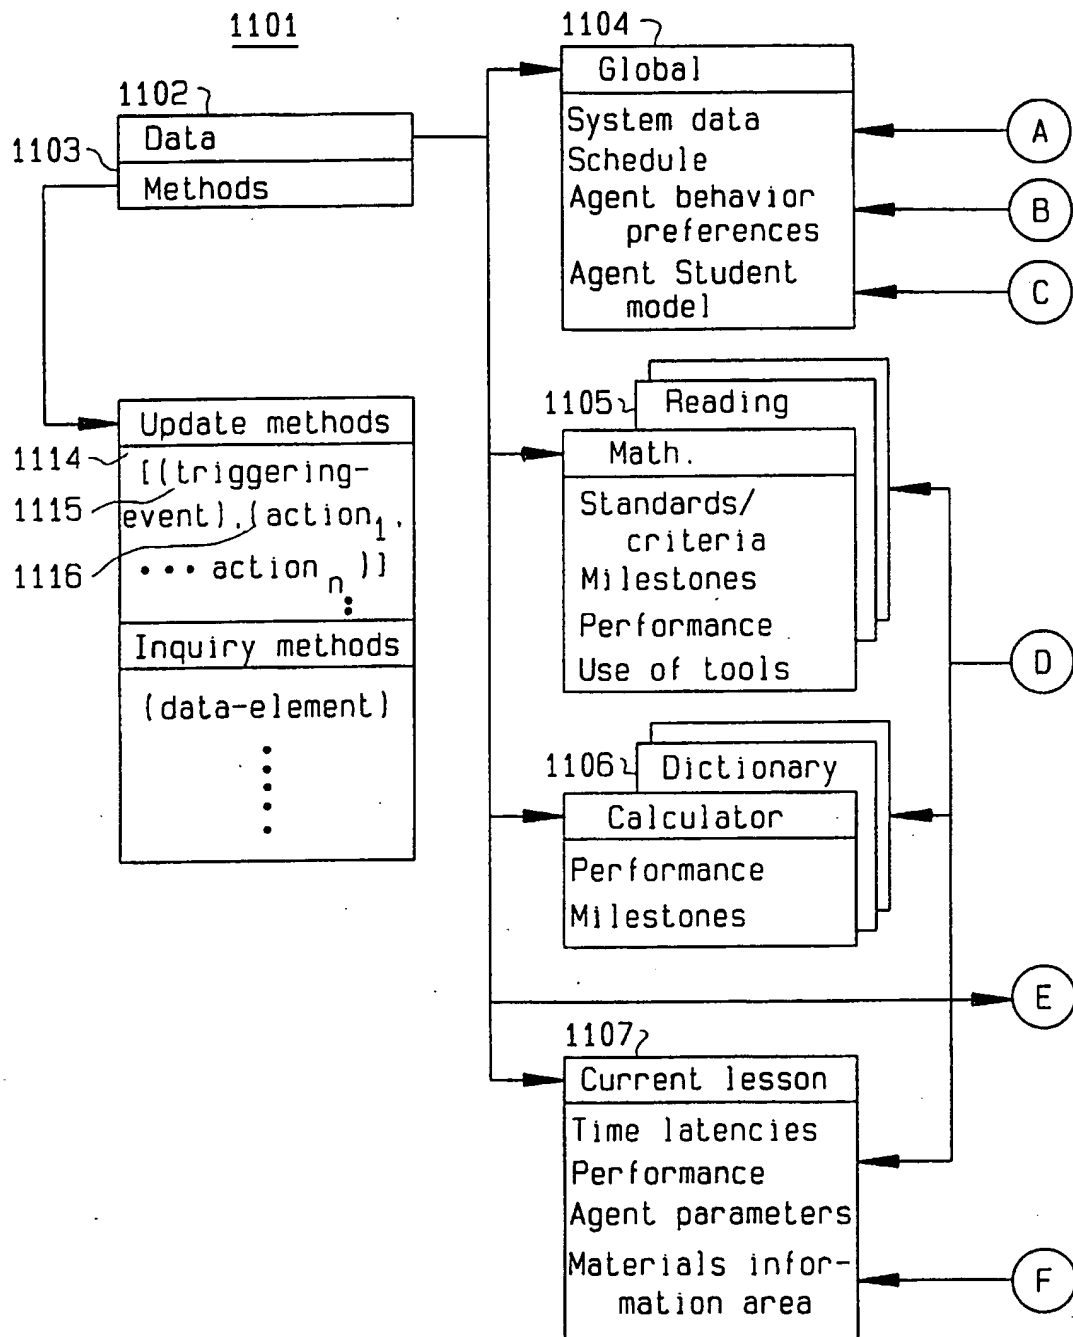 1101
1102
Data
1103
Methods
1104
Global
System data
Schedule
Agent behavior
preferences
Agent Student
model
A
B
C
Update methods
1114
[((triggering-
1115
event),(action1,
1116
••• action n )]]
Inquiry methods
(data-element)
1105
Reading
Math.
Standards/
criteria
Milestones
Performance
Use of tools
D
1106
Dictionary
Calculator
Performance
Milestones
E
1107
Current lesson
Time latencies
Performance
Agent parameters
Materials infor-
mation area
F